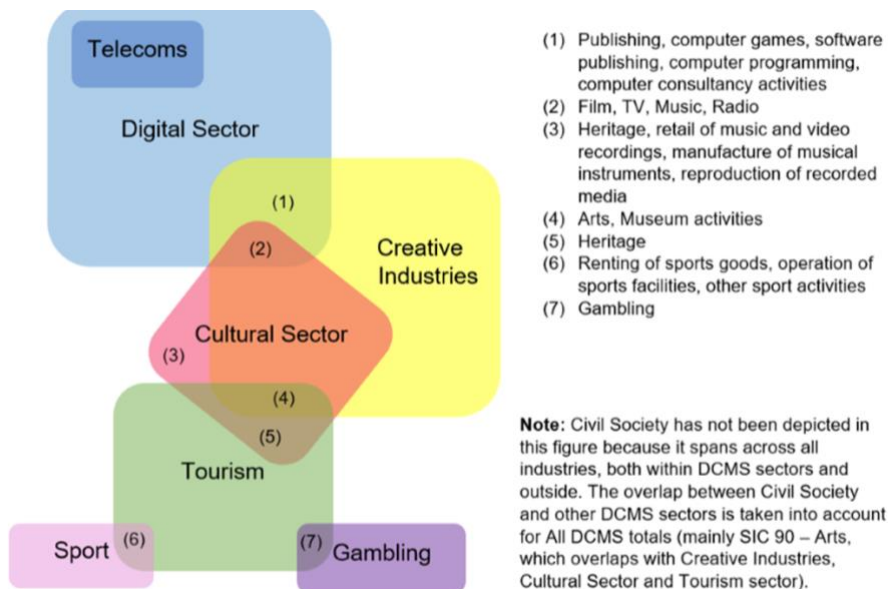 Telecoms
Digital Sector
(1)
(2)
Creative
Industries
Cultural Sector
(3)
(4)
(5)
Tourism
Sport
(6)
(7)
Gambling
(1) Publishing, computer games, software
publishing, computer programming,
computer consultancy activities
(2) Film, TV, Music, Radio
(3) Heritage, retail of music and video
recordings, manufacture of musical
instruments, reproduction of recorded
media
(4) Arts, Museum activities
(5) Heritage
(6) Renting of sports goods, operation of
sports facilities, other sport activities
(7) Gambling
Note: Civil Society has not been depicted in
this figure because it spans across all
industries, both within DCMS sectors and
outside. The overlap between Civil Society
and other DCMS sectors is taken into account
for All DCMS totals (mainly SIC 90 – Arts,
which overlaps with Creative Industries,
Cultural Sector and Tourism sector).